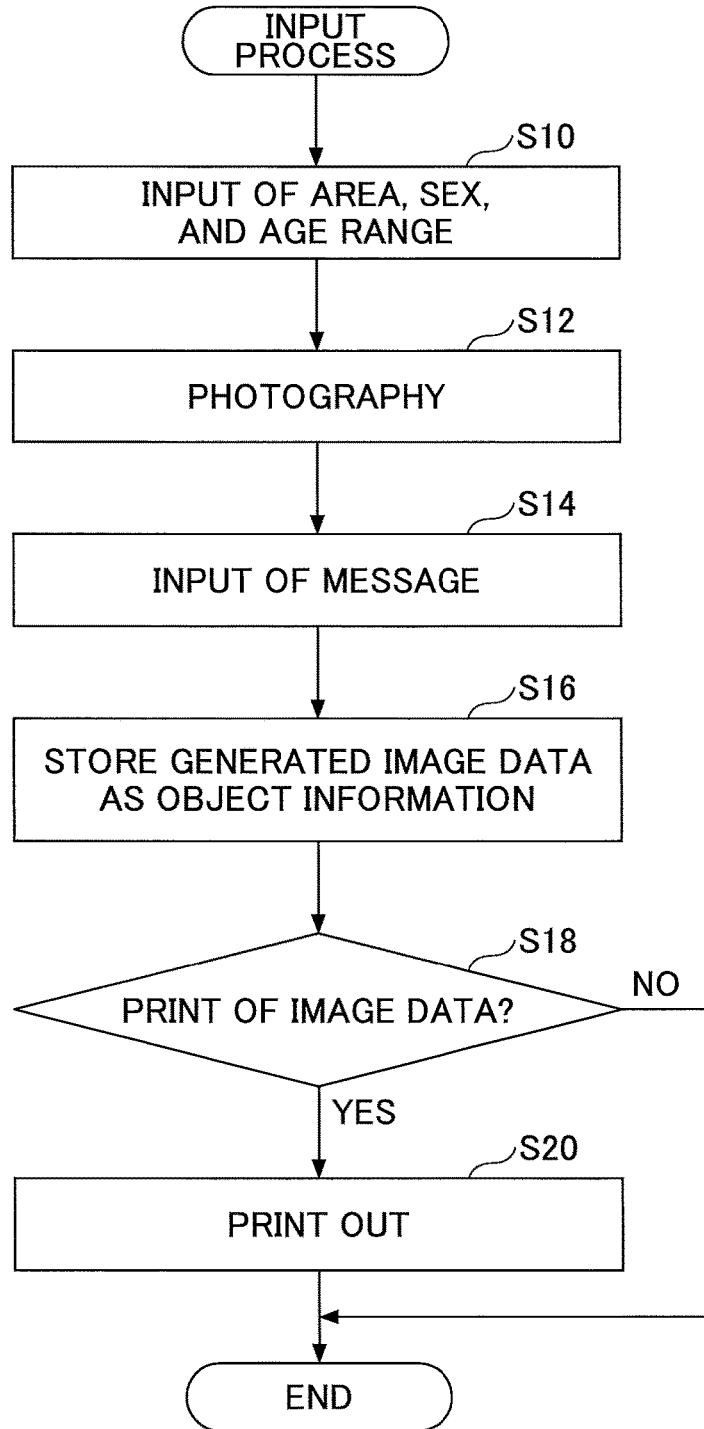 INPUT
PROCESS
S10
INPUT OF AREA, SEX,
AND AGE RANGE
S12
PHOTOGRAPHY
S14
INPUT OF MESSAGE
S16
STORE GENERATED IMAGE DATA
AS OBJECT INFORMATION
S18
PRINT OF IMAGE DATA?
NO
YES
S20
PRINT OUT
END